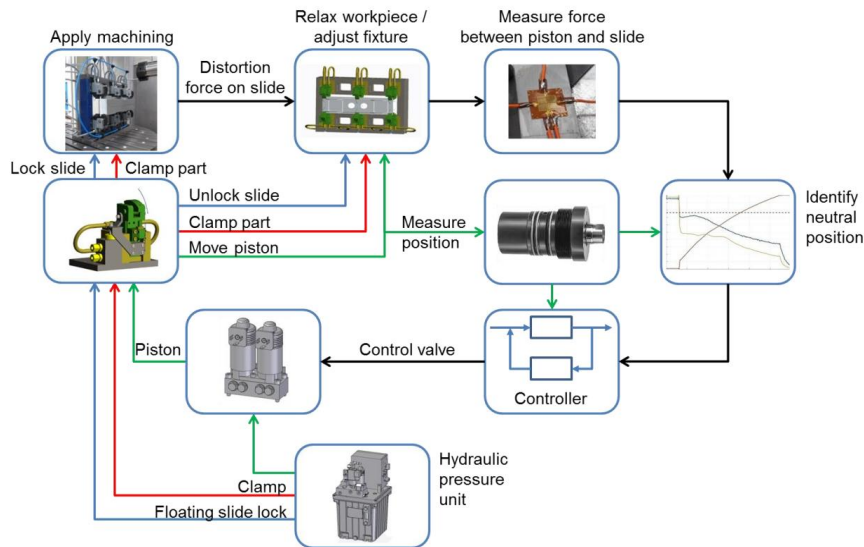 Apply machining
Relax workpiece /
adjust fixture
Measure force
between piston and slide
Distortion
force on slide
Lock slide
Clamp part
Unlock slide
Clamp part
Move piston
Measure
position
Identify
neutral
position
Piston
Control valve
Controller
Clamp
Floating slide lock
Hydraulic
pressure
unit